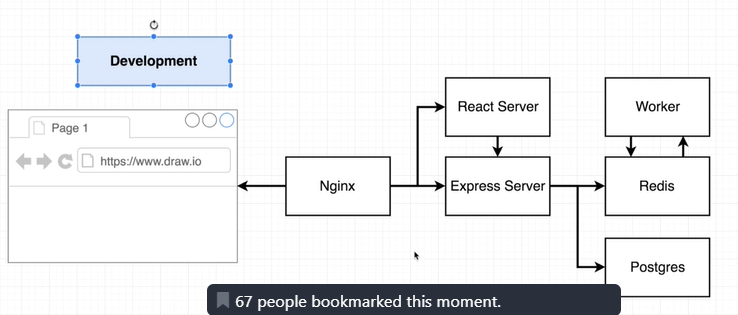 Development
Page 1
https://www.draw.io
React Server
Worker
Nginx
Express Server
Redis
Postgres
67 people bookmarked this moment.